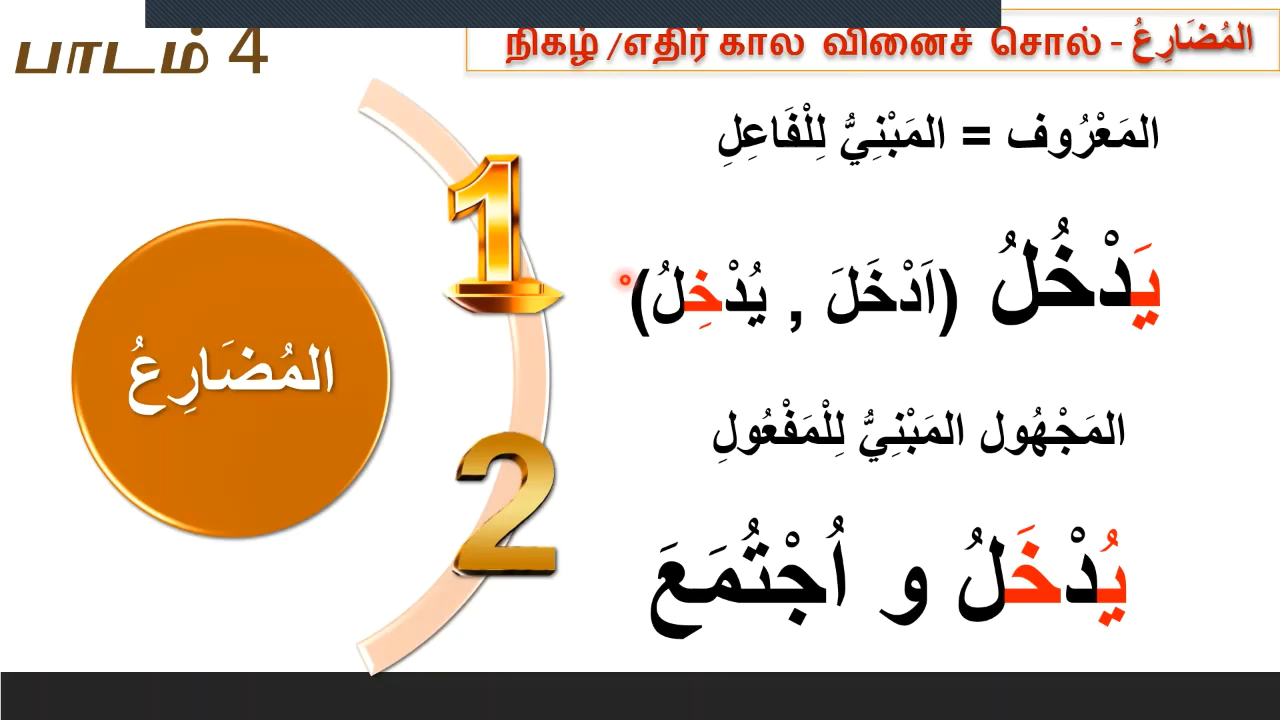 பாடம் 4
நிகழ் /எதிர் கால வினைச் சொல் - المُضَارِعُ
المَعْرُوف = المَبْنِيُّ لِلْفَاعِلِ
1
يَدْخُلُ (اَدْخَلَ , يُدْخِلُ)
المُضَارِعُ
المَجْهُول المَبْنِيُّ لِلْمَفْعُولِ
2
يُدْخَلُ و اُجْتُمَعَ